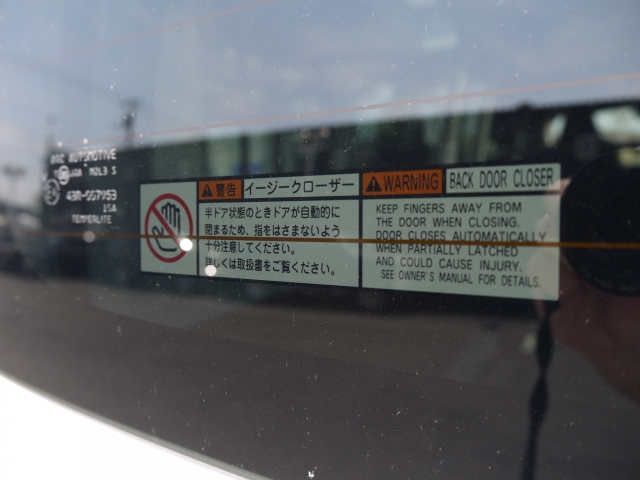 AUTOMOTIVE
M2L3
TEMPERLITE
警告 イージークローザー
半ドア状態のときドアが自動的に
閉まるため、指をはさまないよう
十分注意してください。
詳しくは取扱書をご覧ください。
WARNING BACK DOOR CLOSER
KEEP FINGERS AWAY FROM
THE DOOR WHEN CLOSING.
DOOR CLOSES AUTOMATICALLY
WHEN PARTIALLY LATCHED
AND COULD CAUSE INJURY.
SEE OWNER'S MANUAL FOR DETAILS.